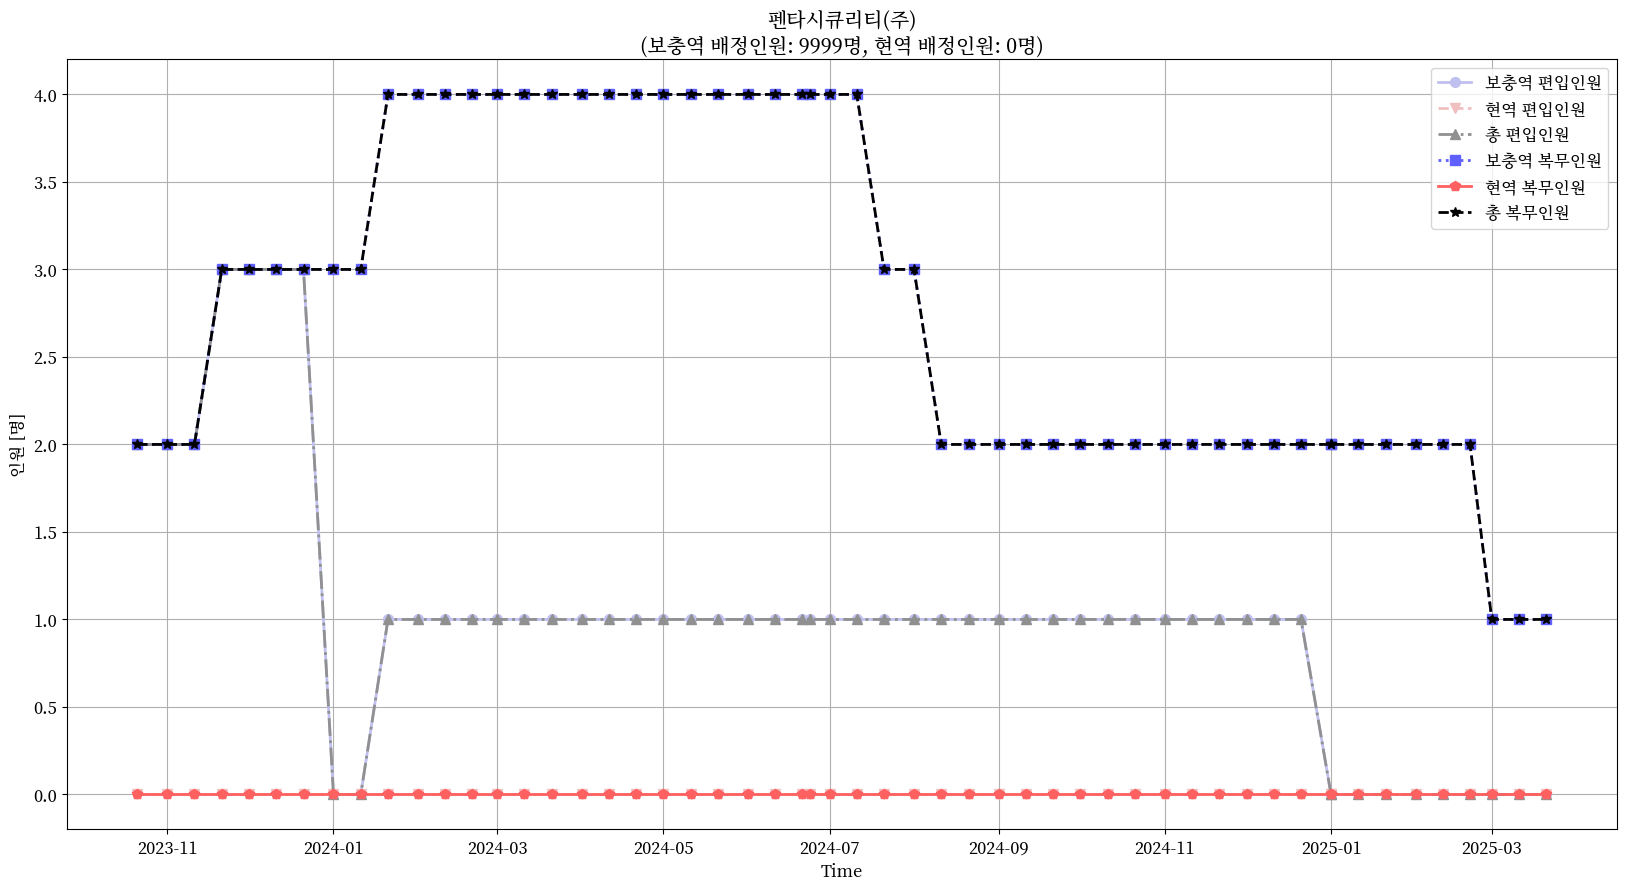 펜타시큐리티(주)
(보충역 배정인원: 9999명, 현역 배정인원: 0명)
보충역 편입인원
현역 편입인원
총 편입인원
보충역 복무인원
현역 복무인원
총 복무인원
인원 [명]
4.0
3.5
3.0
2.5
2.0
1.5
1.0
0.5
0.0
2023-11 2024-01 2024-03 2024-05 2024-07 2024-09 2024-11 2025-01 2025-03
Time